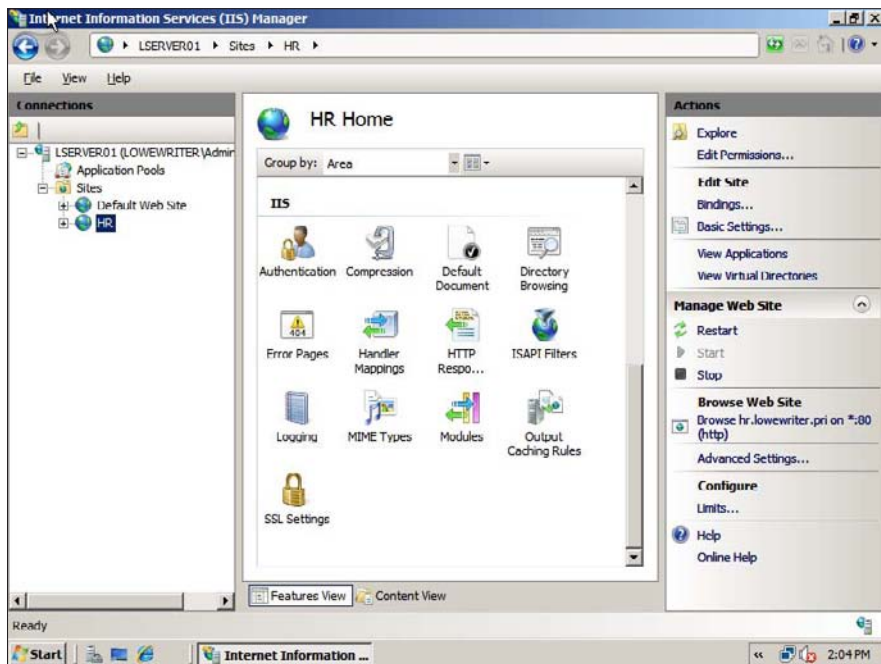 Internet Information Services (IIS) Manager
LSERVER01 Sites HR
File View Help
Connections
LSERVER01 (LOWEWRITER\Admir
Application Pools
Sites
Default Web Site
HR
HR Home
Group by: Area
IIS
Authentication Compression Default Document Directory Browsing
Error Pages Handler Mappings HTTP Respo... ISAPI Filters
Logging MIME Types Modules Output Caching Rules
SSL Settings
Features View Content View
Actions
Explore
Edit Permissions...
Edit Site
Bindings...
Basic Settings...
View Applications
View Virtual Directories
Manage Web Site
Restart
Start
Stop
Browse Web Site
Browse hr.lowewriter.pri on *:80
(http)
Advanced Settings...
Configure
Limits...
Help
Online Help
Ready
Start Internet Information ... 2:04 PM